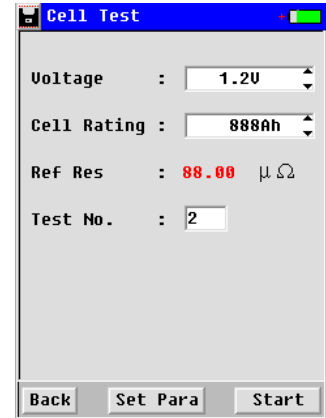 Cell Test
Voltage : 1.2V
Cell Rating : 888Ah
Ref Res : 88.00 μΩ
Test No. : 2
Back Set Para Start